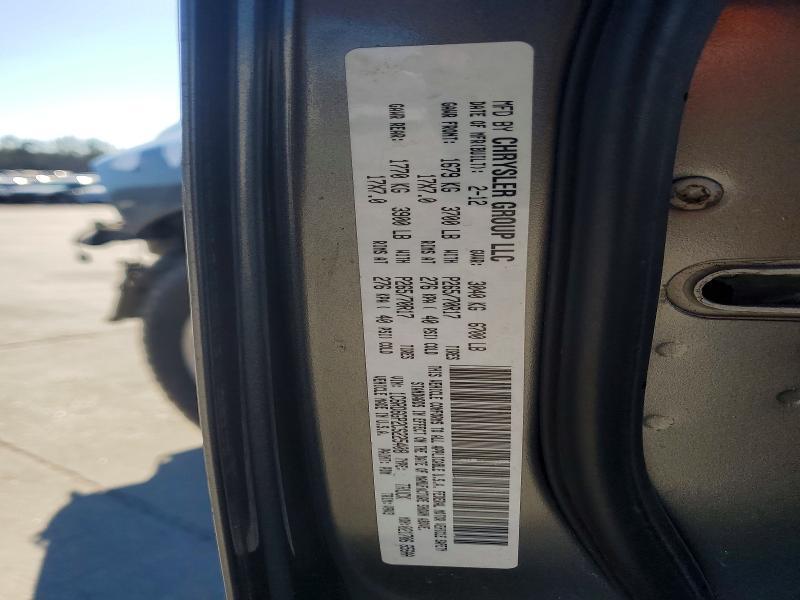 MFD BY CHRYSLER GROUP LLC
DATE OF MFR(BUILT): 2-12 GVWR: 3040 KG 6700 LB
GAWR FRONT: 1679 KG 3700 LB WITH P265/70R17 TIRES
17X7.0 RIMS AT 276 KPA( 40 PSI) COLD
GAWR REAR: 1770 KG 3900 LB WITH P265/70R17 TIRES
17X7.0 RIMS AT 276 KPA( 40 PSI) COLD
THIS VEHICLE CONFORMS TO ALL APPLICABLE U.S.A. FEDERAL MOTOR VEHICLE SAFETY
STANDARDS IN EFFECT ON THE DATE OF MANUFACTURE SHOWN ABOVE.
VIN: TYPE: TRUCK
VEHICLE MADE IN U.S.A. PAINT: TRIM: